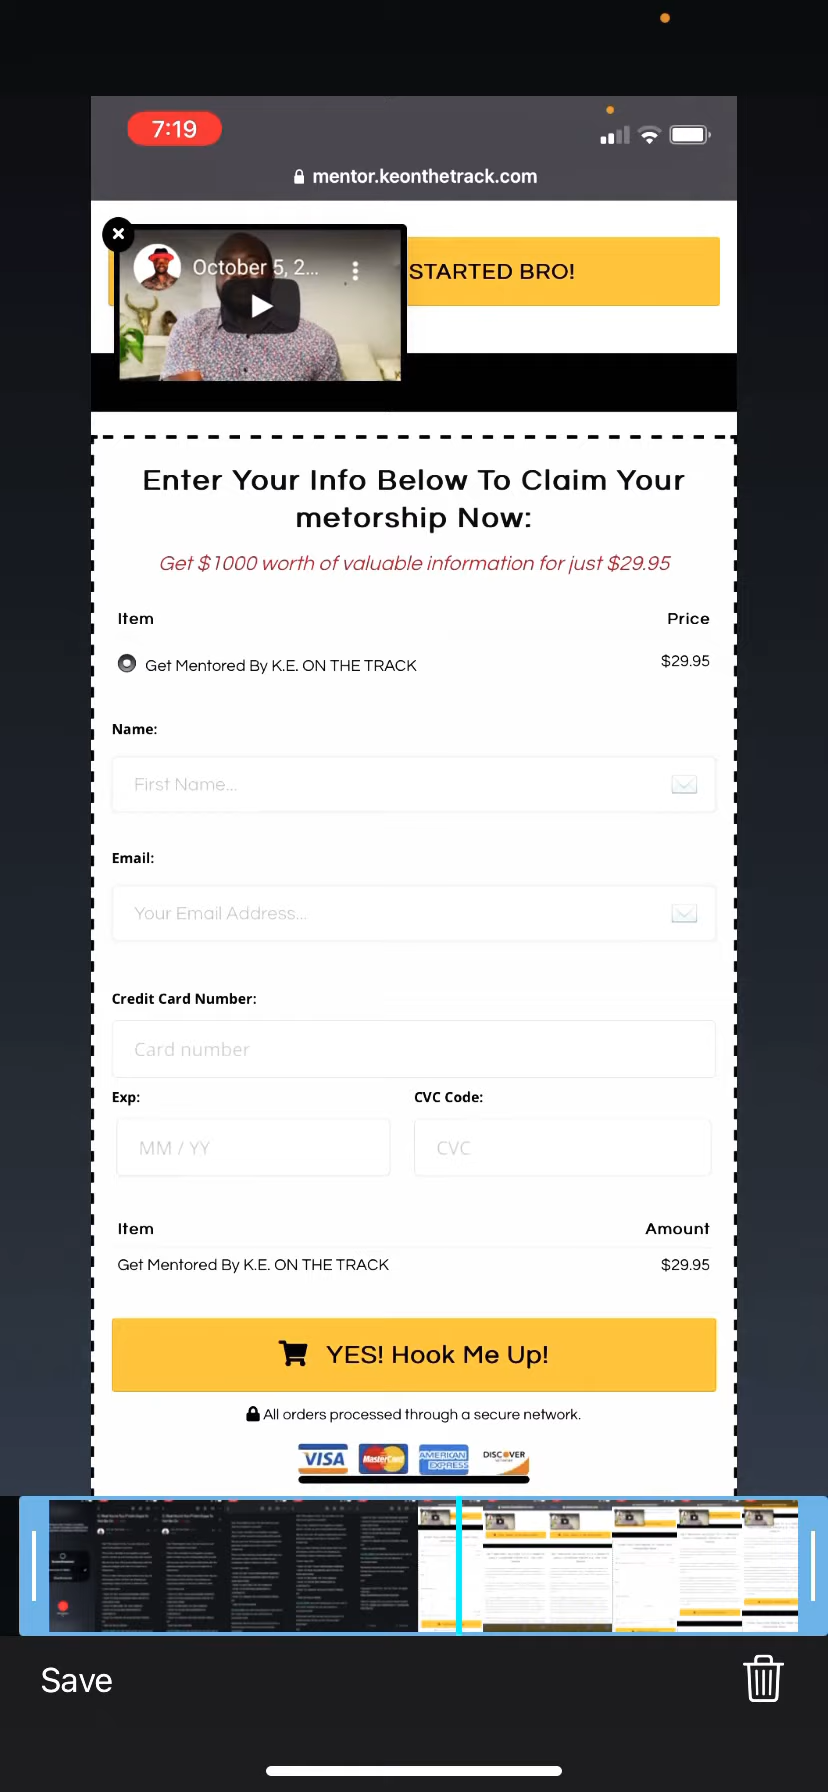 7:19
mentor.keonthetrack.com
October 5, 2...
STARTED BRO!
Enter Your Info Below To Claim Your
metorship Now:
Get $1000 worth of valuable information for just $29.95
Item Price
Get Mentored By K.E. ON THE TRACK $29.95
Name:
First Name...
Email:
Your Email Address...
Credit Card Number:
Card number
Exp: CVC Code:
MM / YY CVC
Item Amount
Get Mentored By K.E. ON THE TRACK $29.95
YES! Hook Me Up!
All orders processed through a secure network.
VISA MasterCard AMERICAN EXPRESS DISCOVER
Save